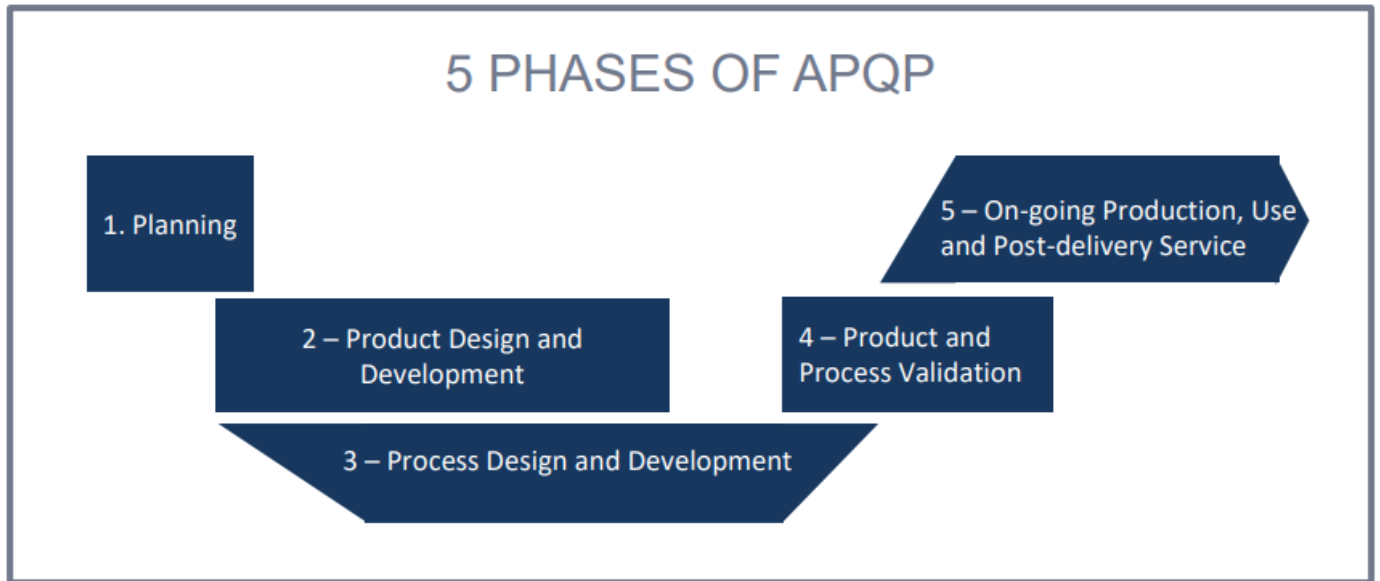 5 PHASES OF APQP
1. Planning
2 – Product Design and
Development
3 – Process Design and Development
4 – Product and
Process Validation
5 – On-going Production, Use
and Post-delivery Service